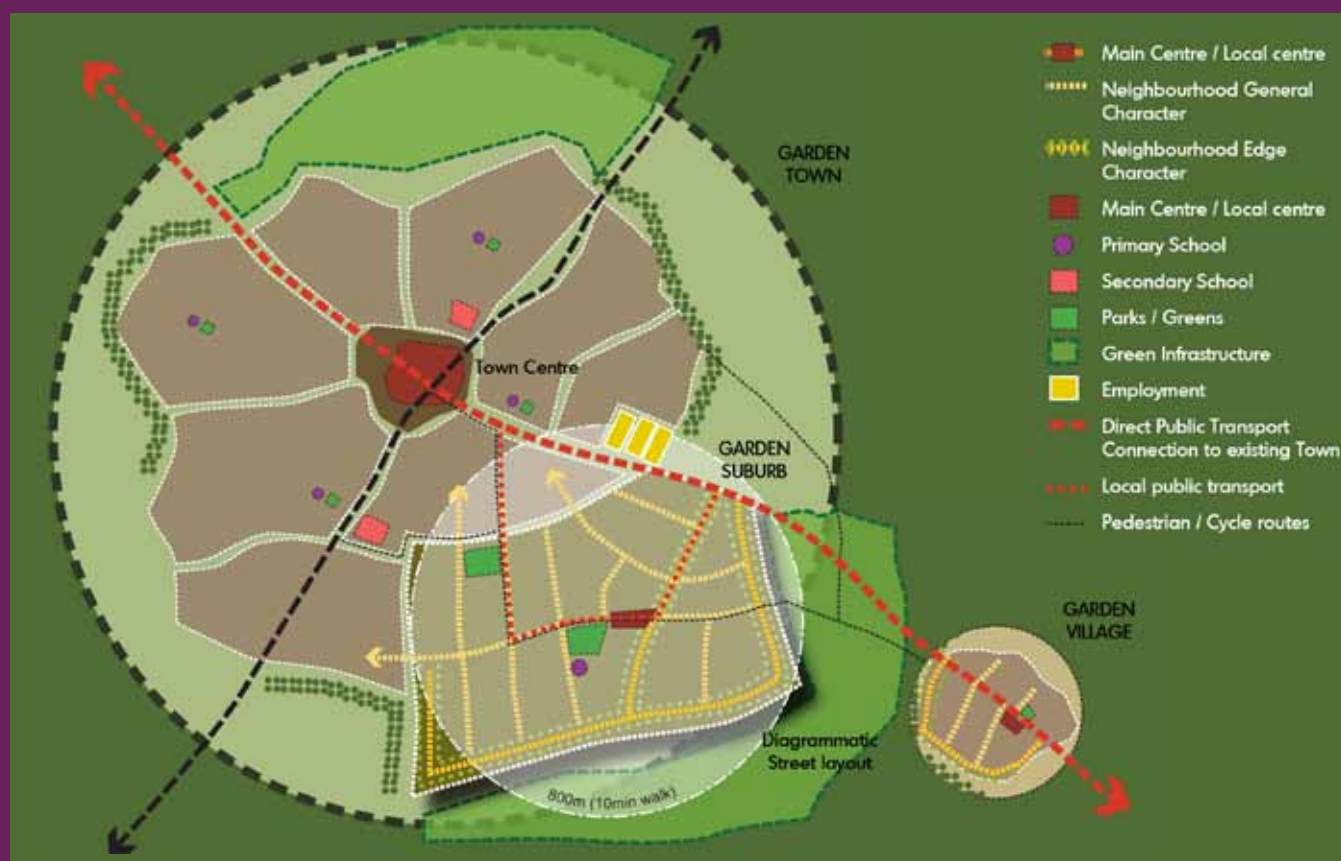 GARDEN
TOWN
Town Centre
GARDEN
SUBURB
GARDEN
VILLAGE
Diagrammatic
Street layout
800m (10min walk)
Main Centre / Local centre
Neighbourhood General
Character
Neighbourhood Edge
Character
Main Centre / Local centre
Primary School
Secondary School
Parks / Greens
Green Infrastructure
Employment
Direct Public Transport
Connection to existing Town
Local public transport
Pedestrian / Cycle routes